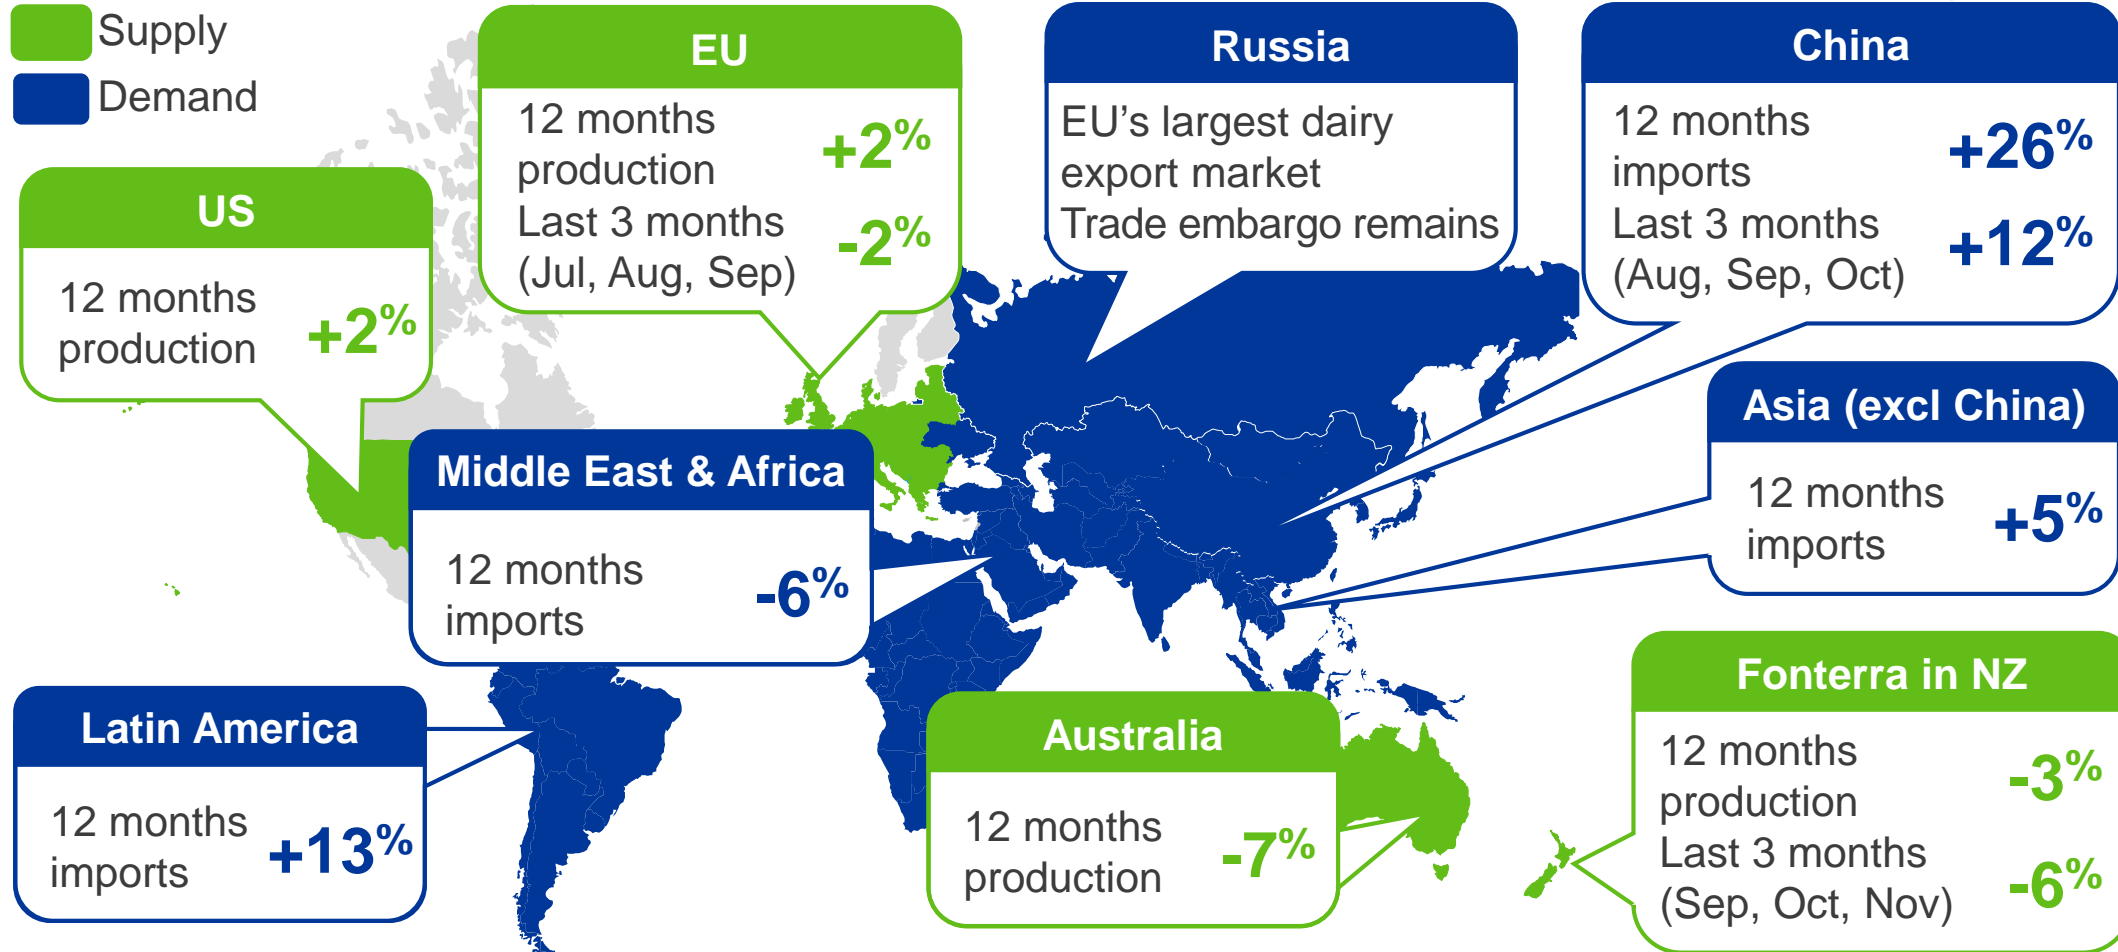 Supply
Demand
EU
12 months
production
+2%
Last 3 months
(Jul, Aug, Sep)
-2%
Russia
EU’s largest dairy
export market
Trade embargo remains
China
12 months
imports
+26%
Last 3 months
(Aug, Sep, Oct)
+12%
US
12 months
production
+2%
Asia (excl China)
12 months
imports
+5%
Middle East & Africa
12 months
imports
-6%
Latin America
12 months
imports
+13%
Australia
12 months
production
-7%
Fonterra in NZ
12 months
production
-3%
Last 3 months
(Sep, Oct, Nov)
-6%